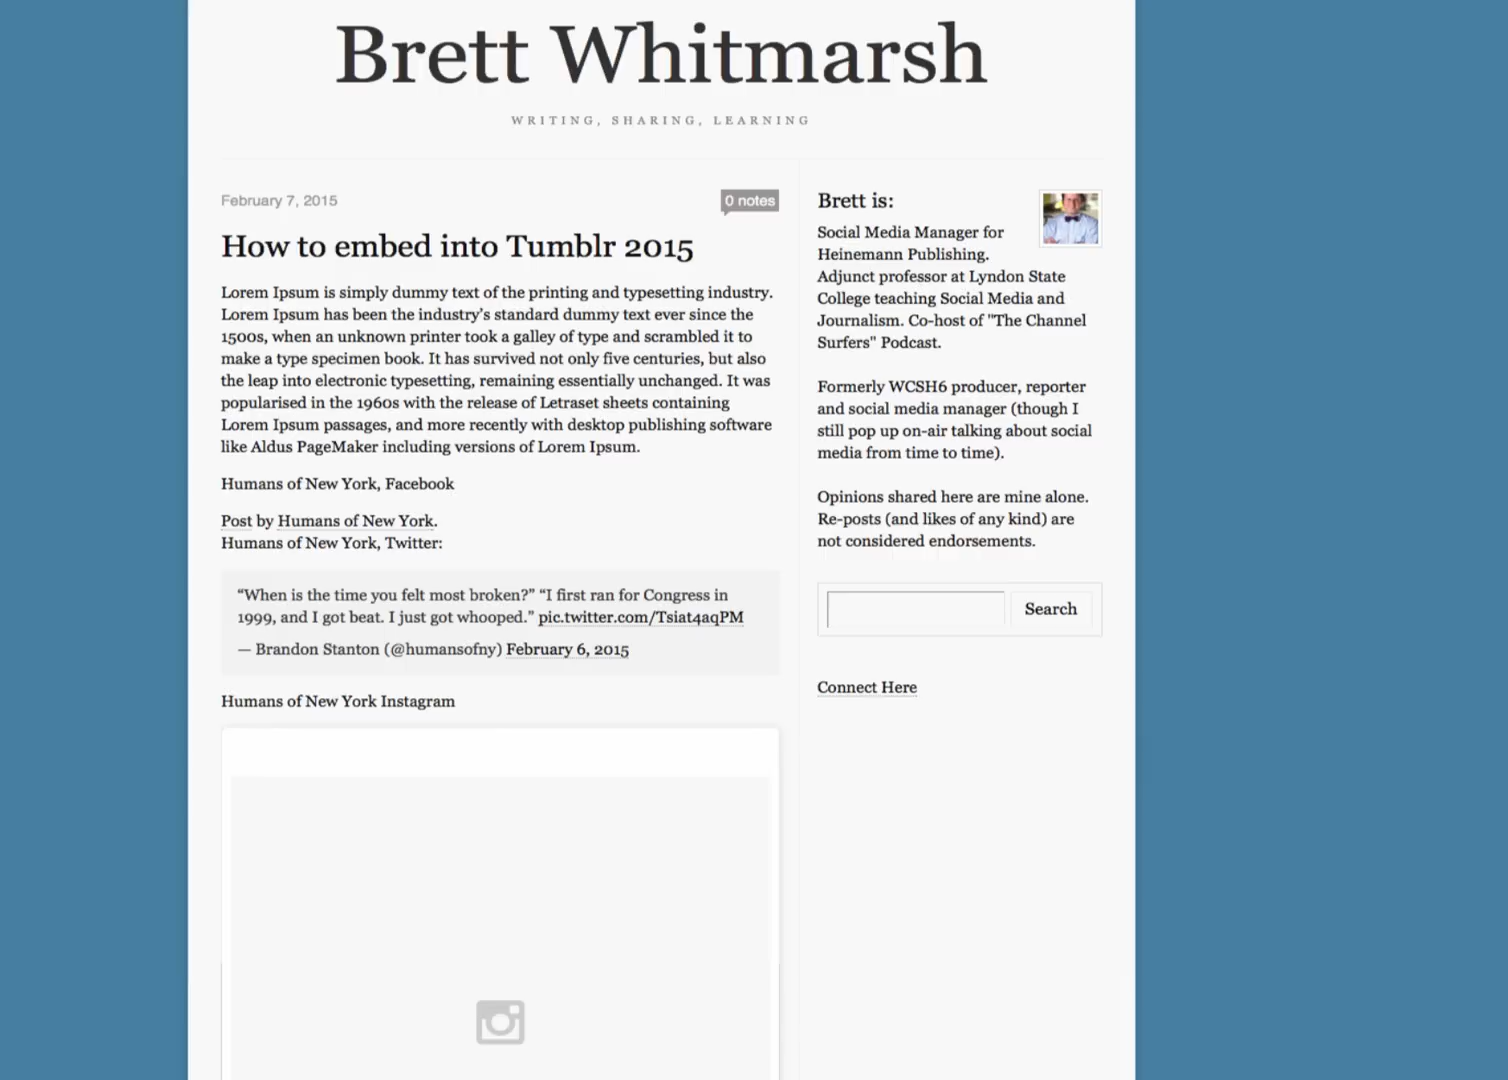 Brett Whitmarsh
WRITING, SHARING, LEARNING
February 7, 2015
0 notes
How to embed into Tumblr 2015
Lorem Ipsum is simply dummy text of the printing and typesetting industry.
Lorem Ipsum has been the industry’s standard dummy text ever since the
1500s, when an unknown printer took a galley of type and scrambled it to
make a type specimen book. It has survived not only five centuries, but also
the leap into electronic typesetting, remaining essentially unchanged. It was
popularised in the 1960s with the release of Letraset sheets containing
Lorem Ipsum passages, and more recently with desktop publishing software
like Aldus PageMaker including versions of Lorem Ipsum.
Humans of New York, Facebook
Post by Humans of New York.
Humans of New York, Twitter:
“When is the time you felt most broken?” “I first ran for Congress in
1999, and I got beat. I just got whooped.” pic.twitter.com/Tsiat4aqPM
— Brandon Stanton (@humansofny) February 6, 2015
Humans of New York Instagram
Brett is:
Social Media Manager for
Heinemann Publishing.
Adjunct professor at Lyndon State
College teaching Social Media and
Journalism. Co-host of "The Channel
Surfers" Podcast.
Formerly WCSH6 producer, reporter
and social media manager (though I
still pop up on-air talking about social
media from time to time).
Opinions shared here are mine alone.
Re-posts (and likes of any kind) are
not considered endorsements.
Search
Connect Here